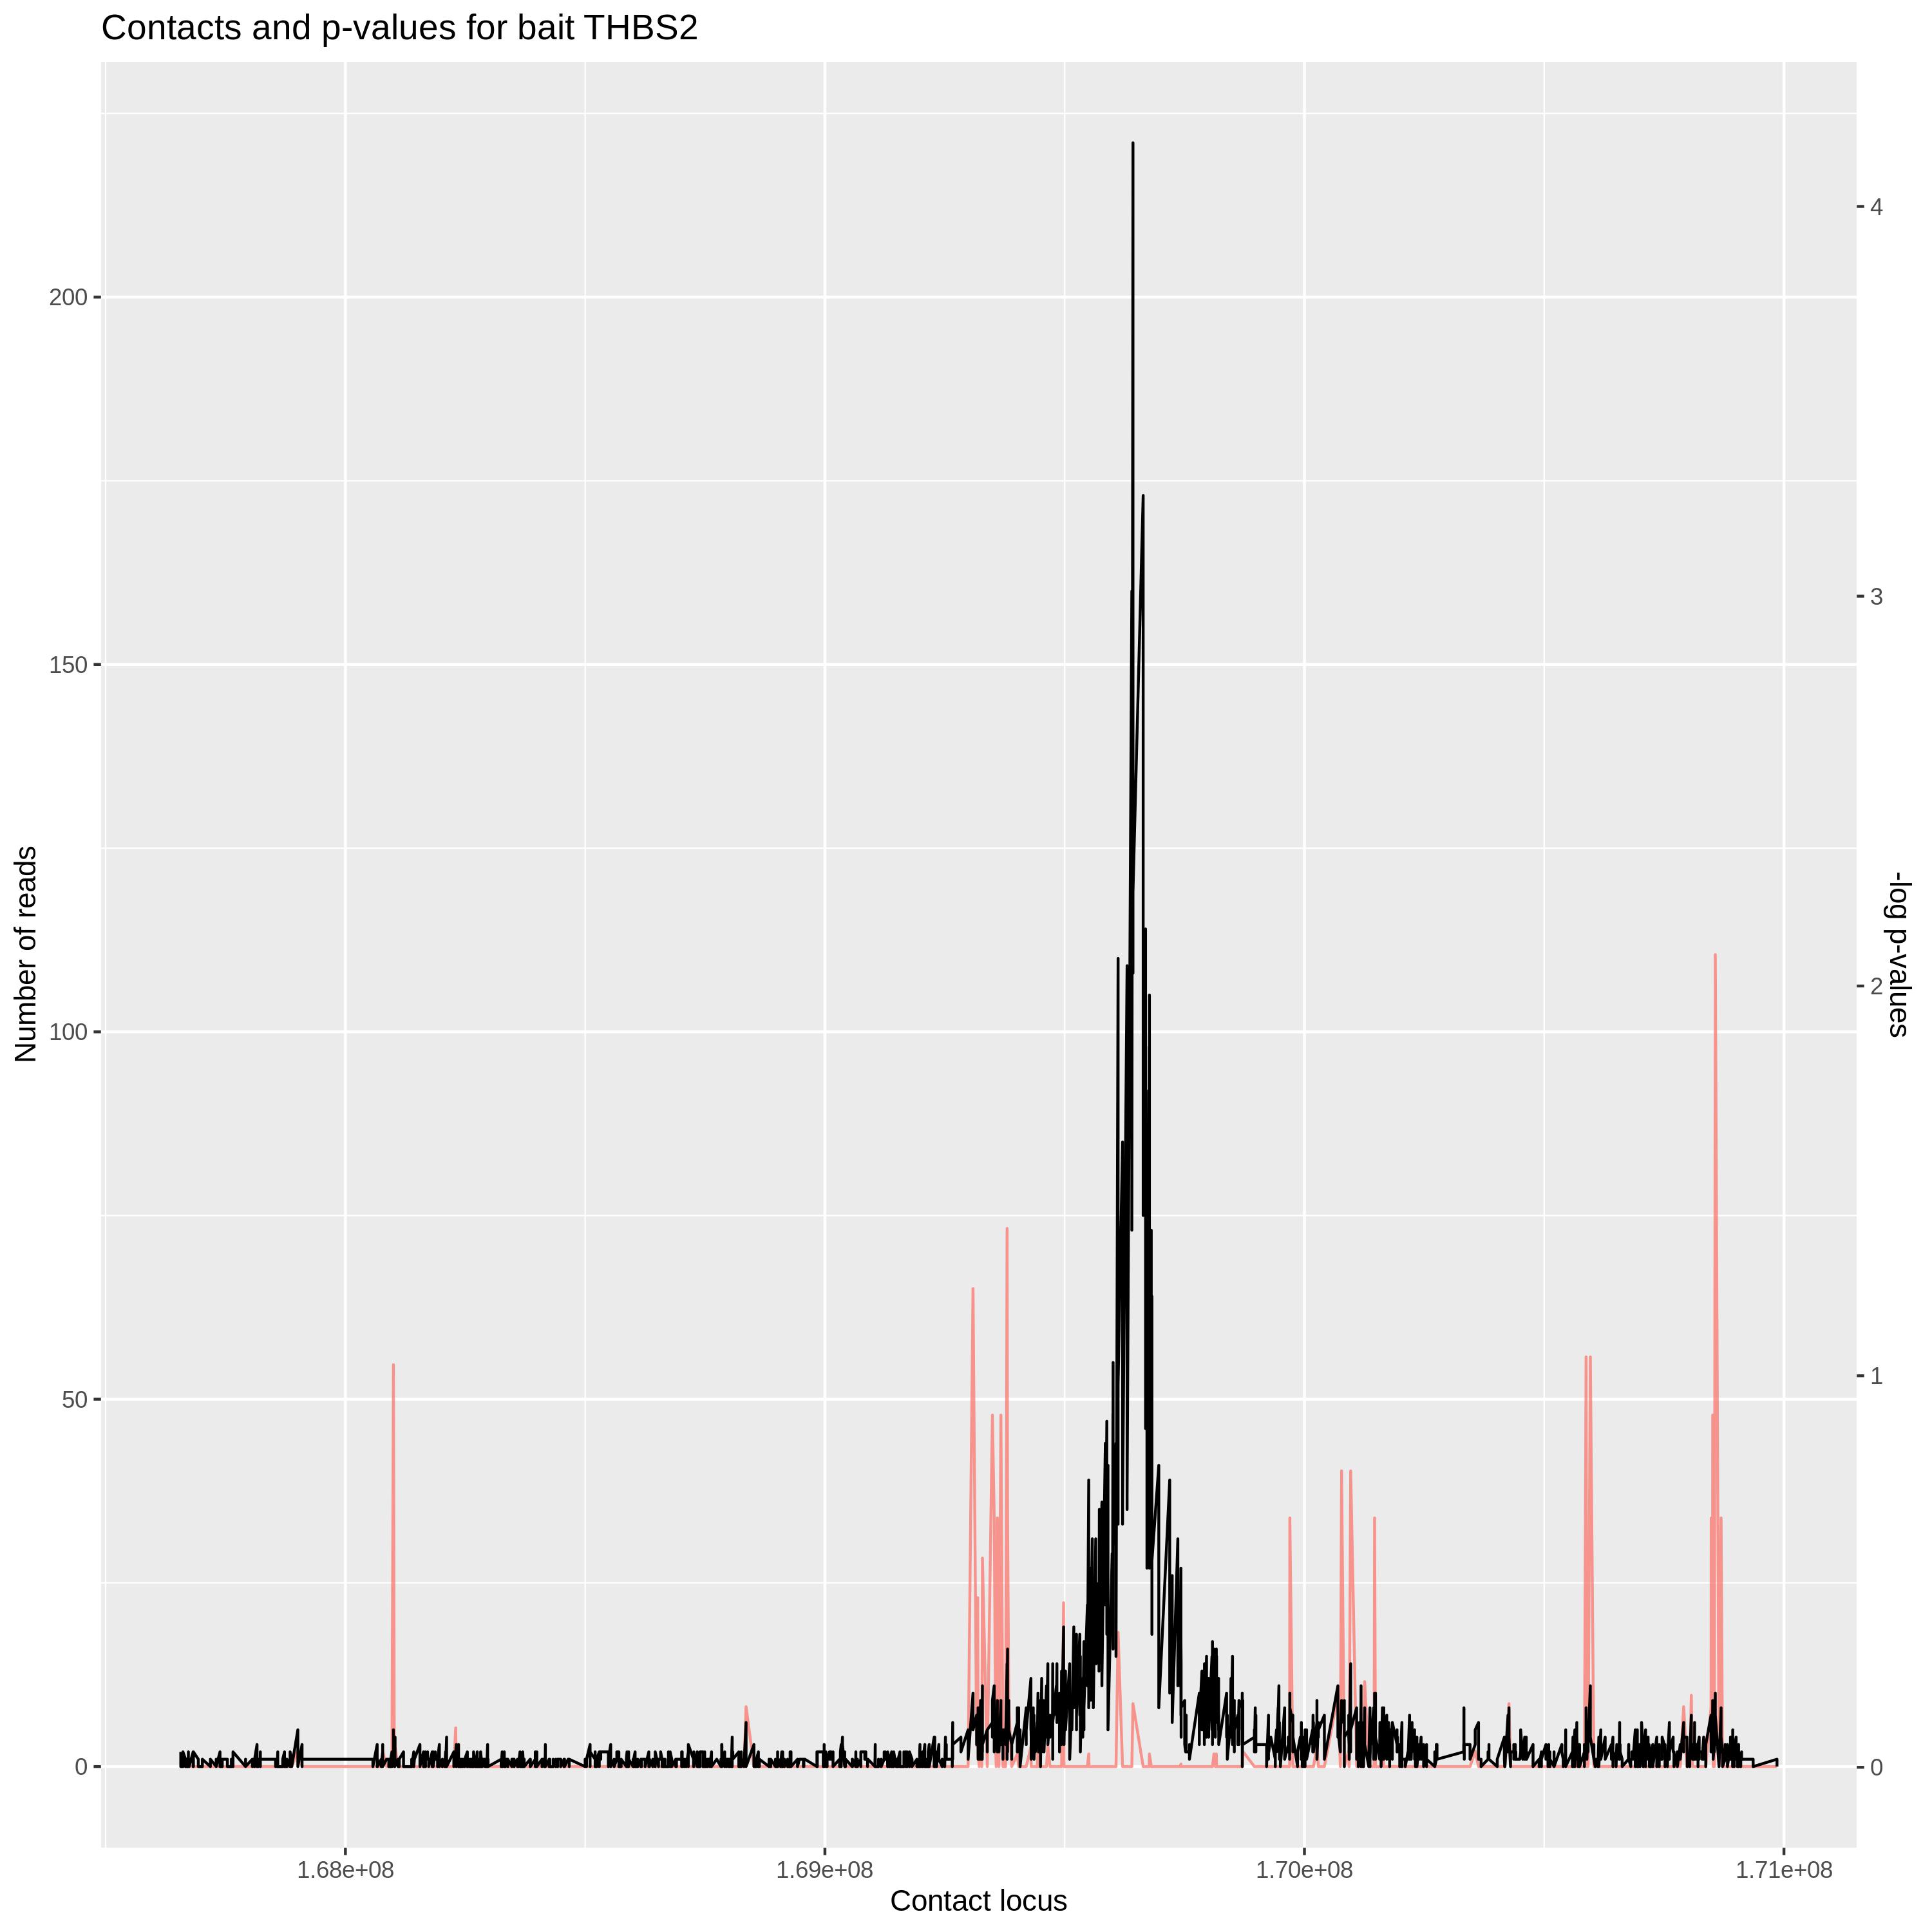 Contacts and p-values for bait THBS2
Number of reads
200
150
100
50
0
4
3
2
1
0
-log p-values
1.68e+08
1.69e+08
1.70e+08
1.71e+08
Contact locus